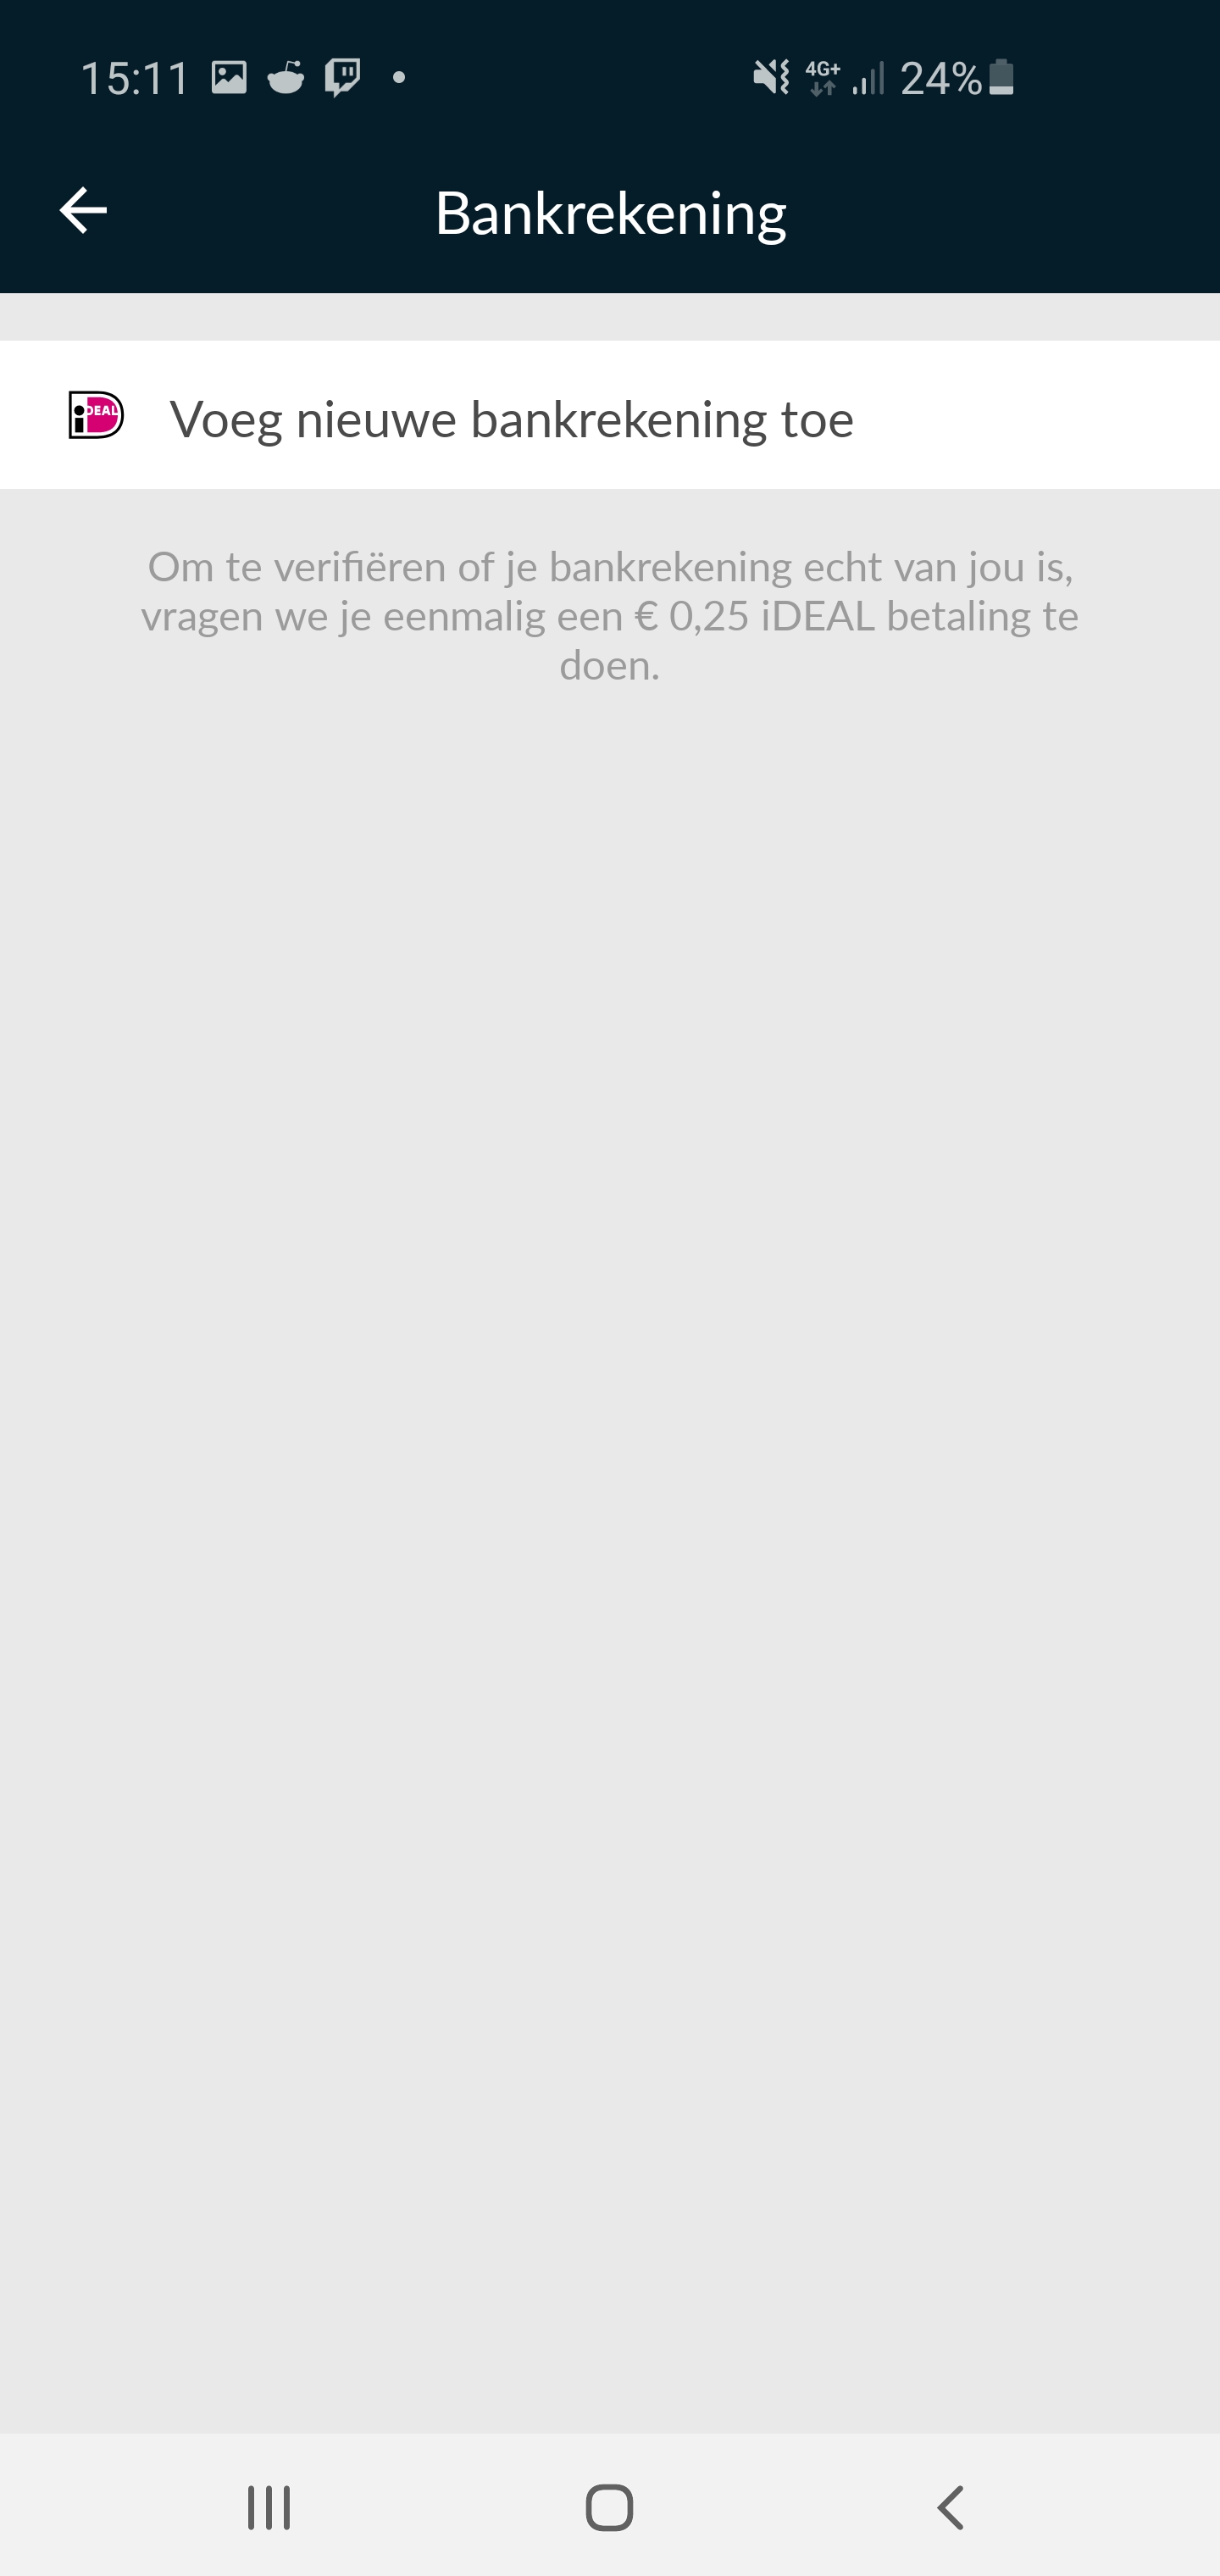 15:11
4G+
24%
Bankrekening
iDEAL
Voeg nieuwe bankrekening toe
Om te verifiëren of je bankrekening echt van jou is,
vragen we je eenmalig een € 0,25 iDEAL betaling te
doen.